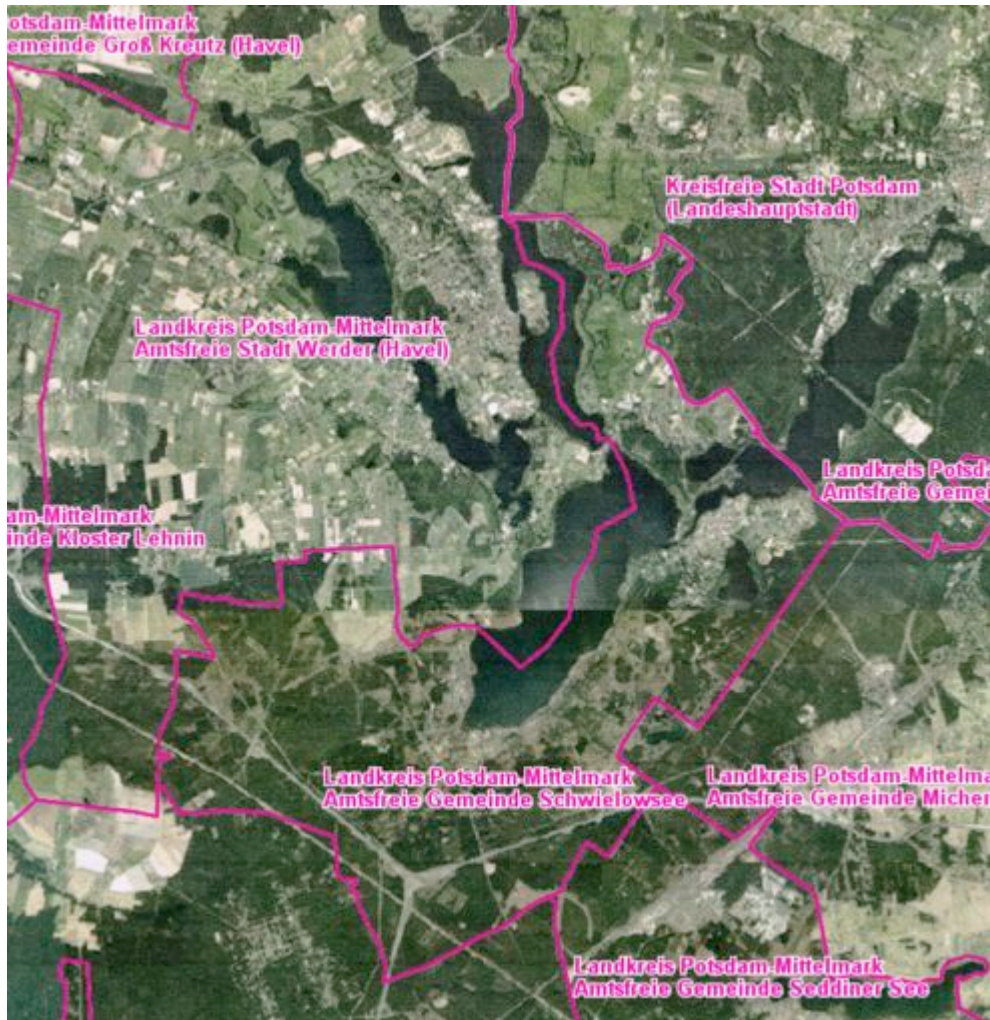 otsdam-Mittelmark
emeinde Groß Kreutz (Havel)
Kreisfreie Stadt Potsdam
(Landeshauptstadt)
Landkreis Potsdam-Mittelmark
Amtsfreie Stadt Werder (Havel)
Landkreis Potsda
Amtsfreie Gemei
am-Mittelmark
inde Kloster Lehnin
Landkreis Potsdam-Mittelmark
Amtsfreie Gemeinde Schwielowsee
Landkreis Potsdam-Mittelma
Amtsfreie Gemeinde Michen
Landkreis Potsdam-Mittelmark
Amtsfreie Gemeinde Seddiner See